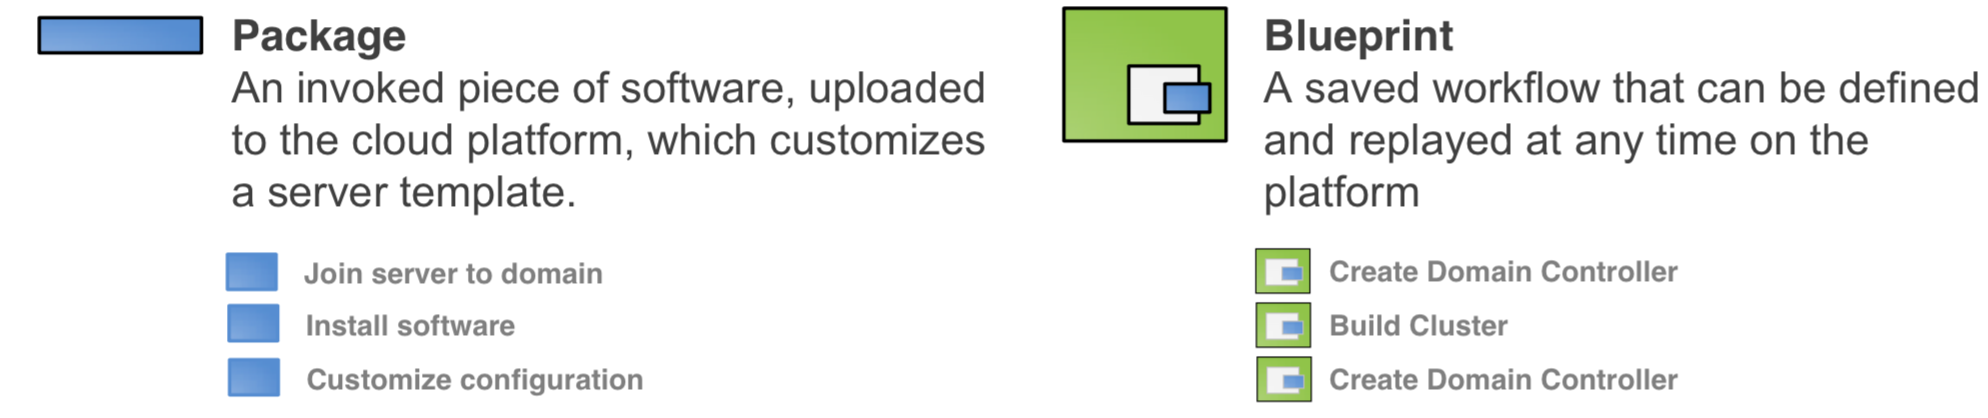 Package
An invoked piece of software, uploaded
to the cloud platform, which customizes
a server template.
Join server to domain
Install software
Customize configuration
Blueprint
A saved workflow that can be defined
and replayed at any time on the
platform
Create Domain Controller
Build Cluster
Create Domain Controller